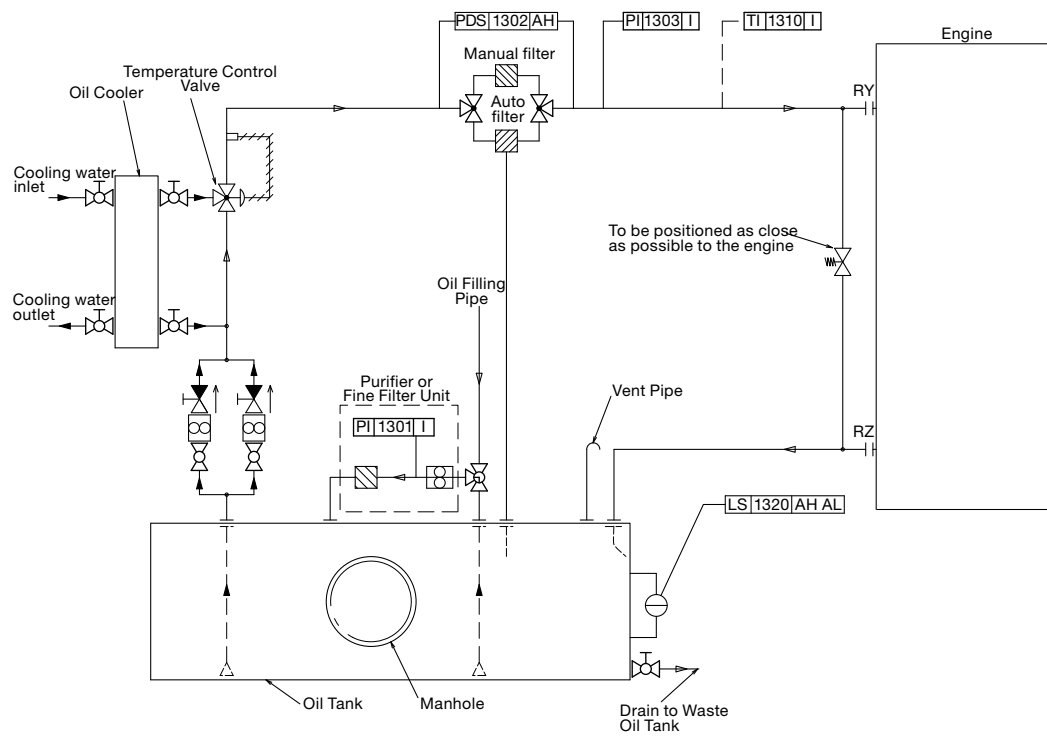 PDS 1302 AH
PI 1303 I
TI 1310 I
Engine
Manual filter
Temperature Control
Valve
Oil Cooler
Auto
filter
RY
Cooling water
inlet
To be positioned as close
as possible to the engine
Oil Filling
Pipe
Cooling water
outlet
Purifier or
Fine Filter Unit
Vent Pipe
PI 1301 I
RZ
LS 1320 AH AL
Oil Tank
Manhole
Drain to Waste
Oil Tank